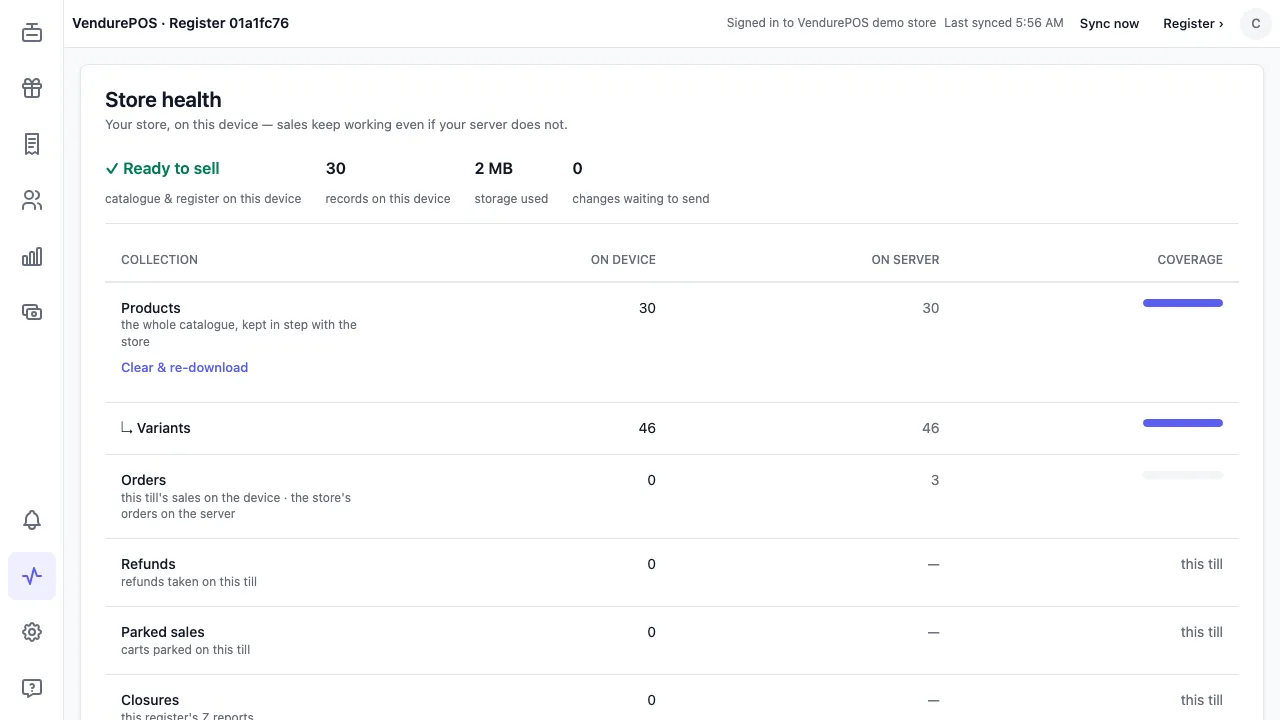 VendurePOS · Register 01a1fc76
Signed in to VendurePOS demo store Last synced 5:56 AM Sync now Register › C
Store health
Your store, on this device — sales keep working even if your server does not.
✓ Ready to sell 30 2 MB 0
catalogue & register on this device records on this device storage used changes waiting to send
COLLECTION ON DEVICE ON SERVER COVERAGE
Products 30 30
the whole catalogue, kept in step with the
store
Clear & re-download
Variants 46 46
Orders 0 3
this till's sales on the device · the store's
orders on the server
Refunds 0 — this till
refunds taken on this till
Parked sales 0 — this till
carts parked on this till
Closures 0 — this till
this register's Z reports